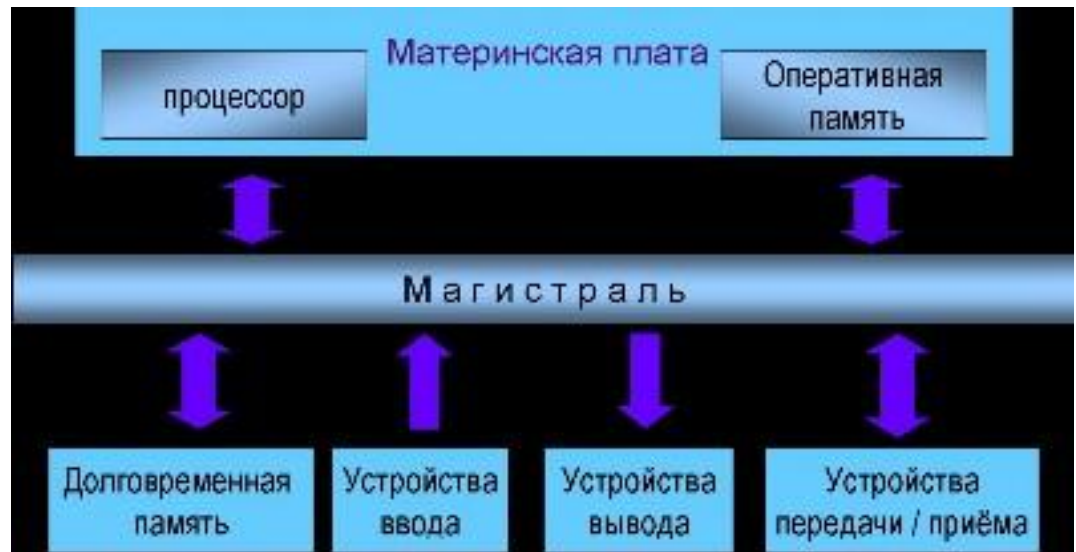 Материнская плата
процессор
Оперативная
память
Магистраль
Долговременная
память
Устройства
ввода
Устройства
вывода
Устройства
передачи / приёма